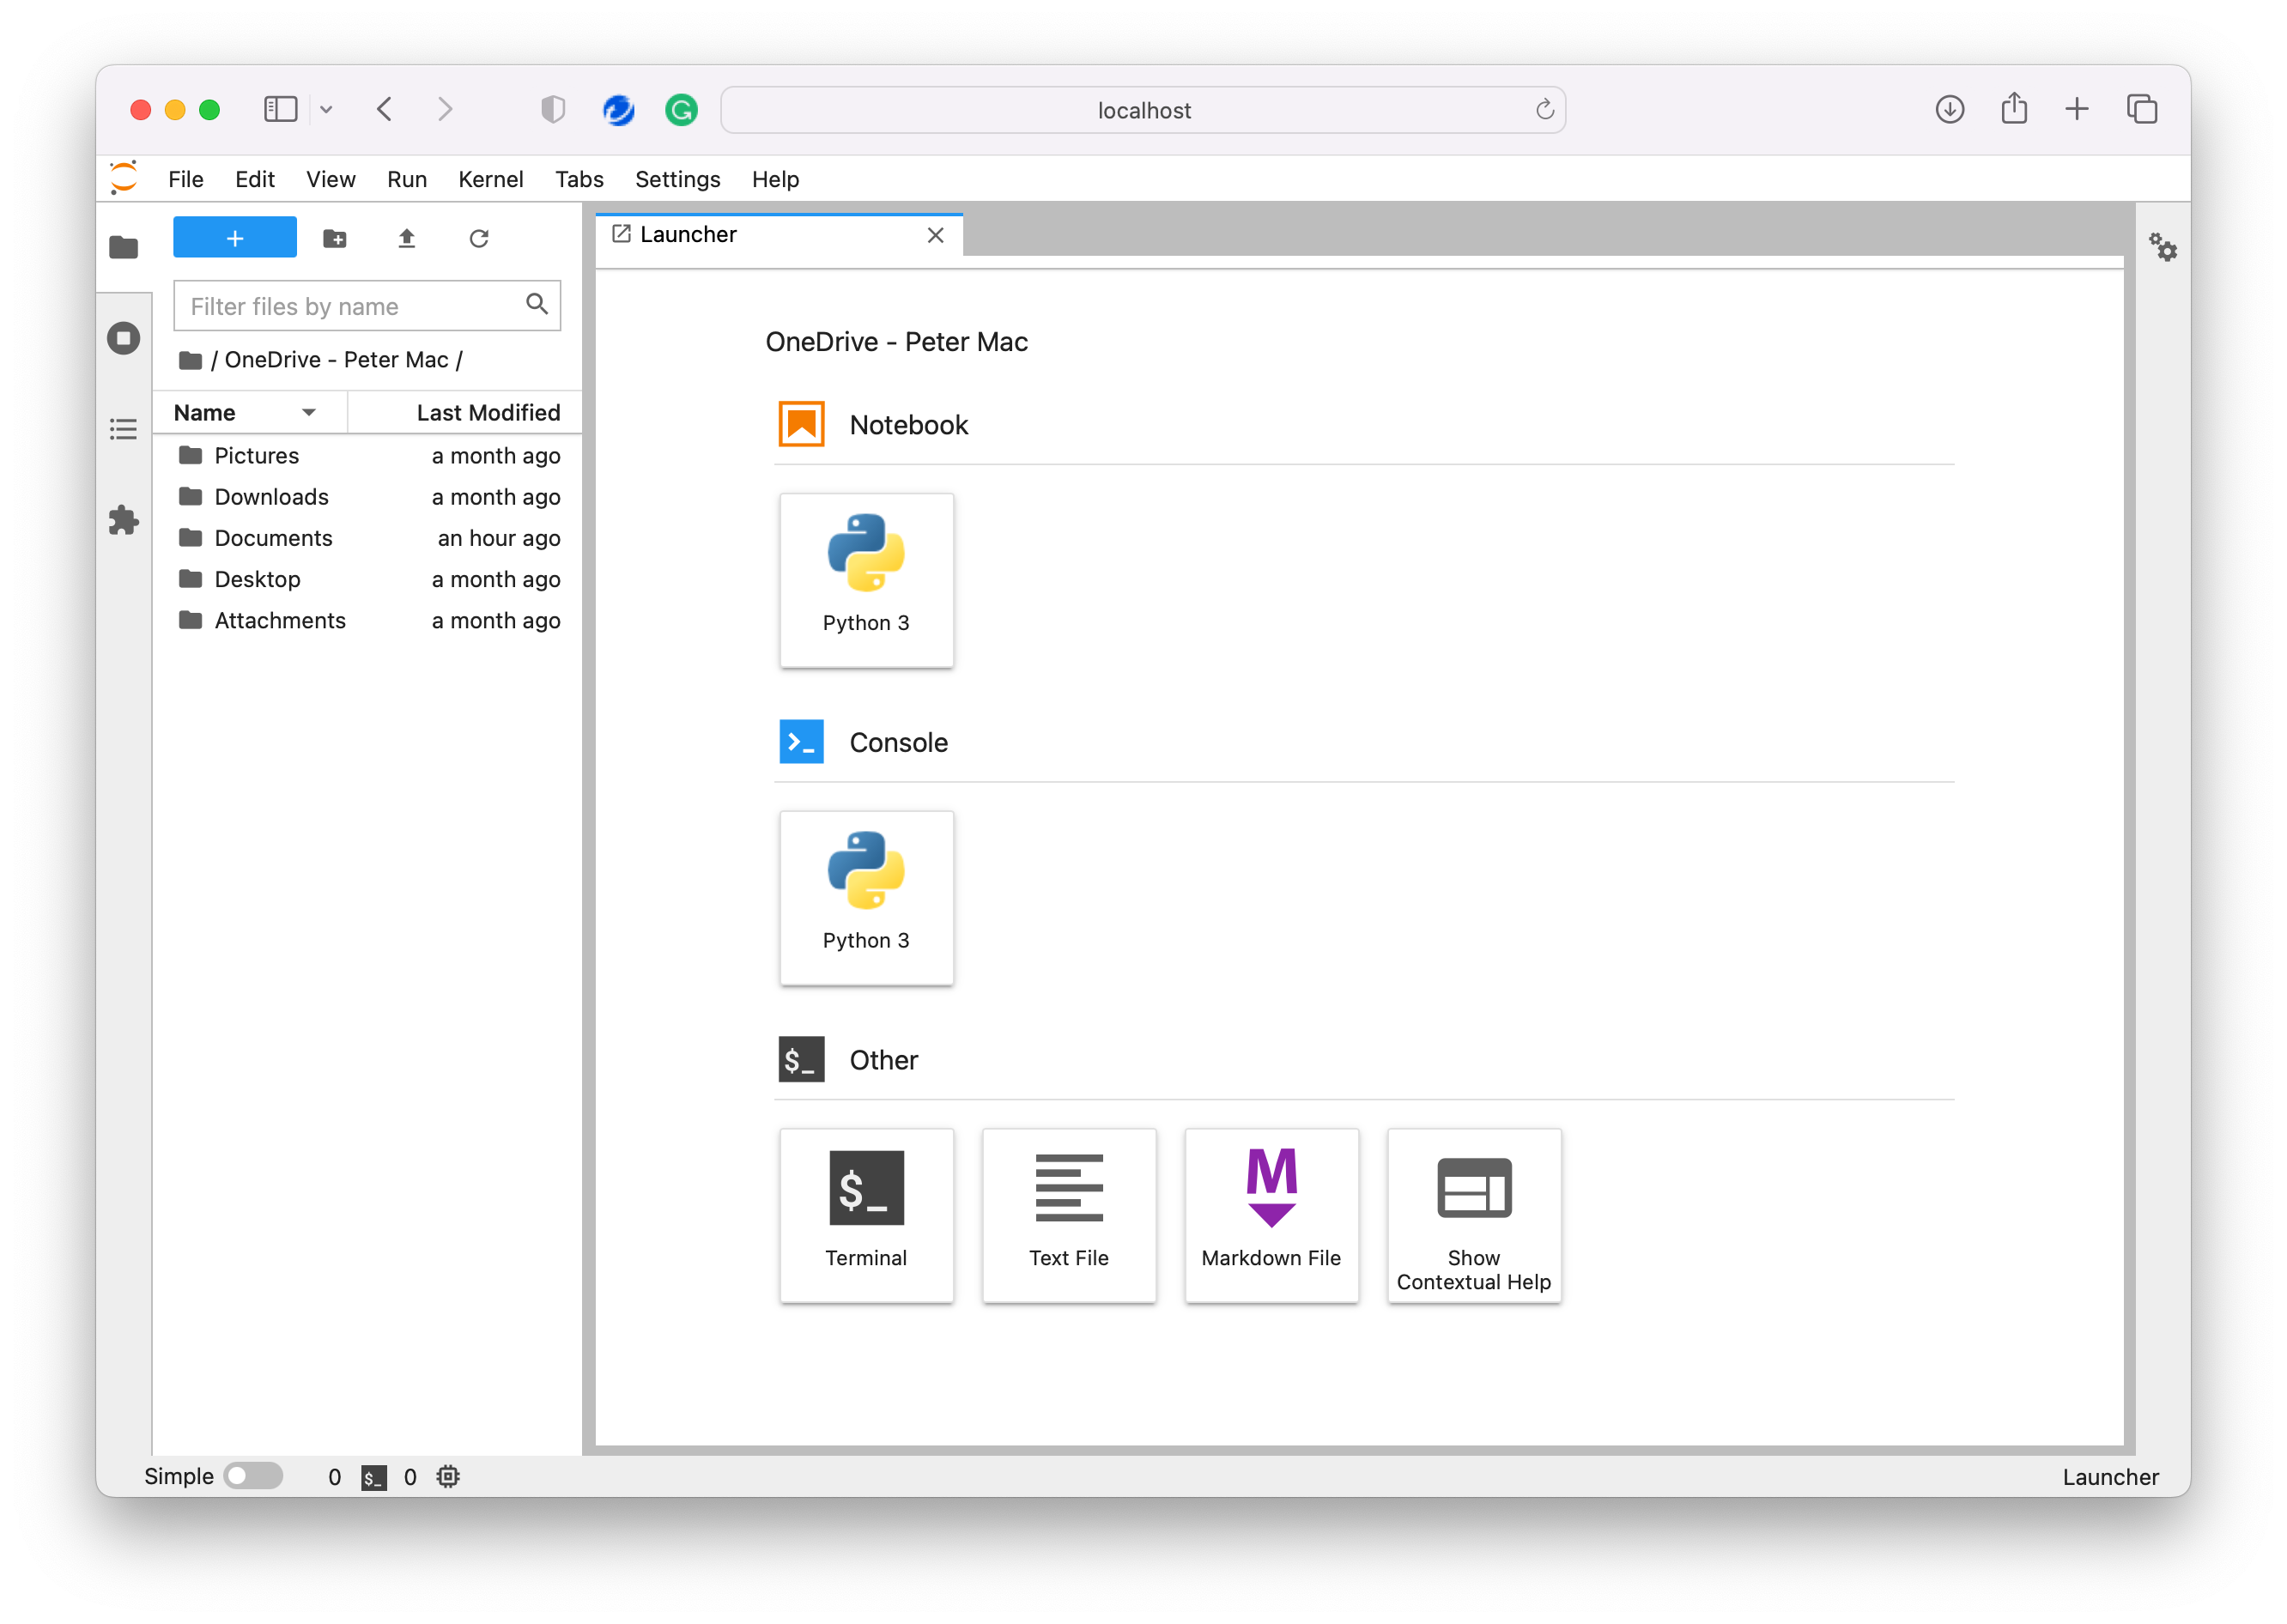 localhost
File Edit View Run Kernel Tabs Settings Help
+
Filter files by name
/ OneDrive - Peter Mac /
Name Last Modified
Pictures a month ago
Downloads a month ago
Documents an hour ago
Desktop a month ago
Attachments a month ago
Launcher
OneDrive - Peter Mac
Notebook
Python 3
Console
Python 3
$_ Other
$_
Terminal
Text File
M
Markdown File
Show
Contextual Help
Simple 0 $_ 0
Launcher